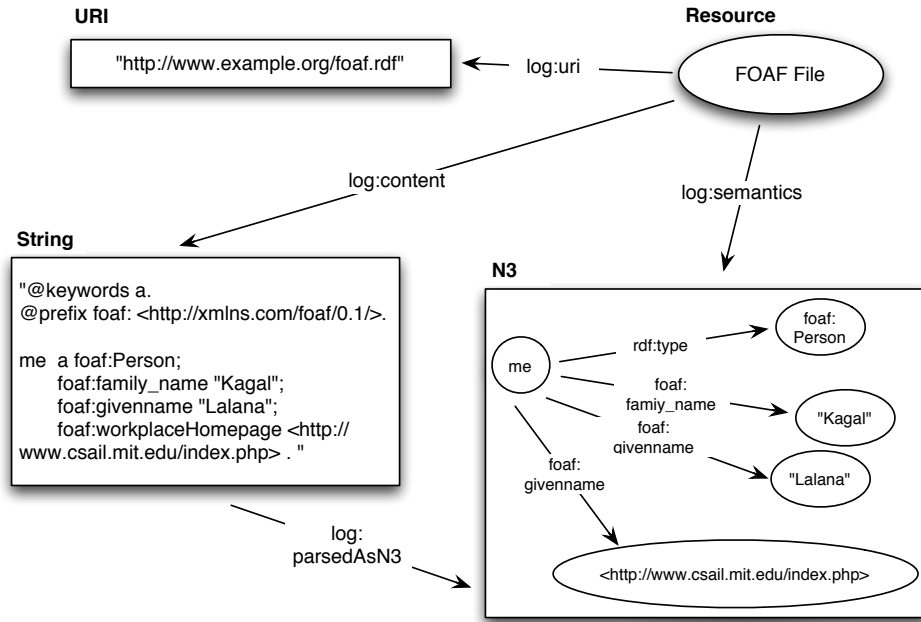 URI
Resource
"http://www.example.org/foaf.rdf"
log:uri
FOAF File
log:content
log:semantics
String
"@keywords a.
@prefix foaf: <http://xmlns.com/foaf/0.1/>.
me a foaf:Person;
foaf:family_name "Kagal";
foaf:givenname "Lalana";
foaf:workplaceHomepage <http://
www.csail.mit.edu/index.php> . "
N3
me
rdf:type
foaf:
Person
foaf:
famiy_name
"Kagal"
foaf:
givenname
"Lalana"
foaf:
givenname
<http://www.csail.mit.edu/index.php>
log:
parsedAsN3